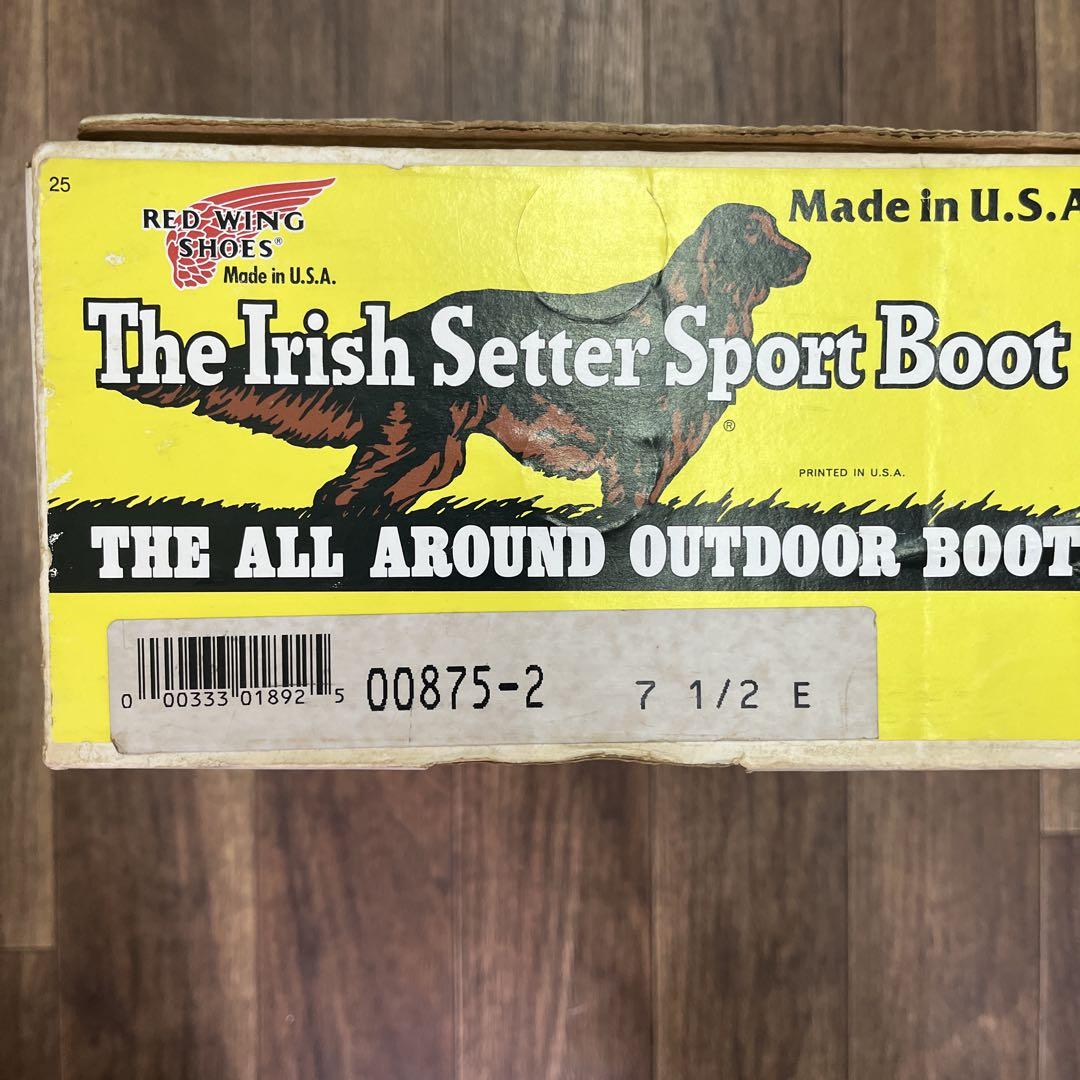 25
RED WING
SHOES®
Made in U.S.A.
Made in U.S.A
The Irish Setter Sport Boot
®
PRINTED IN U.S.A.
THE ALL AROUND OUTDOOR BOOT
0 00333 01892 5
00875-2 7 1/2 E